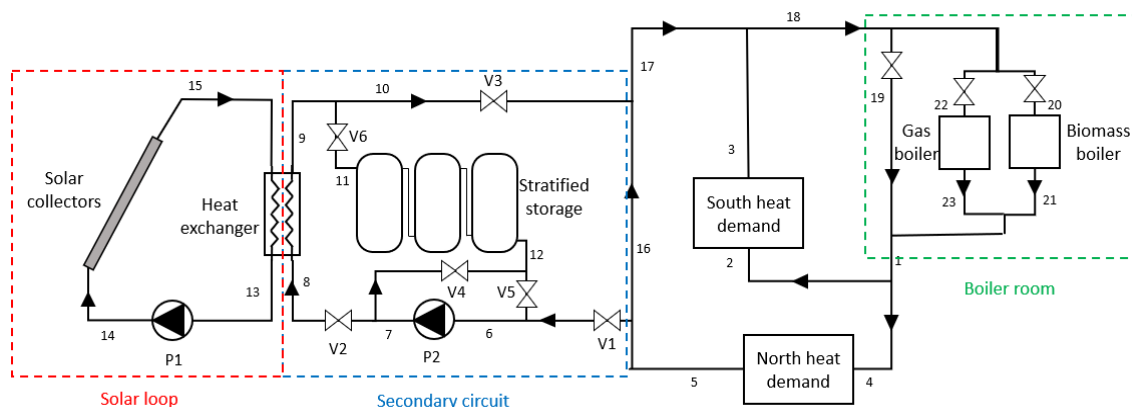 18
15
10
V3
17
19
22
20
9
V6
Gas
boiler
Biomass
boiler
Solar
collectors
Heat
exchanger
11
Stratified
storage
3
South heat
demand
23
21
16
12
2
1
8
V4
V5
13
Boiler room
14
P1
V2
7
P2
6
V1
North heat
demand
5
4
Solar loop
Secondary circuit